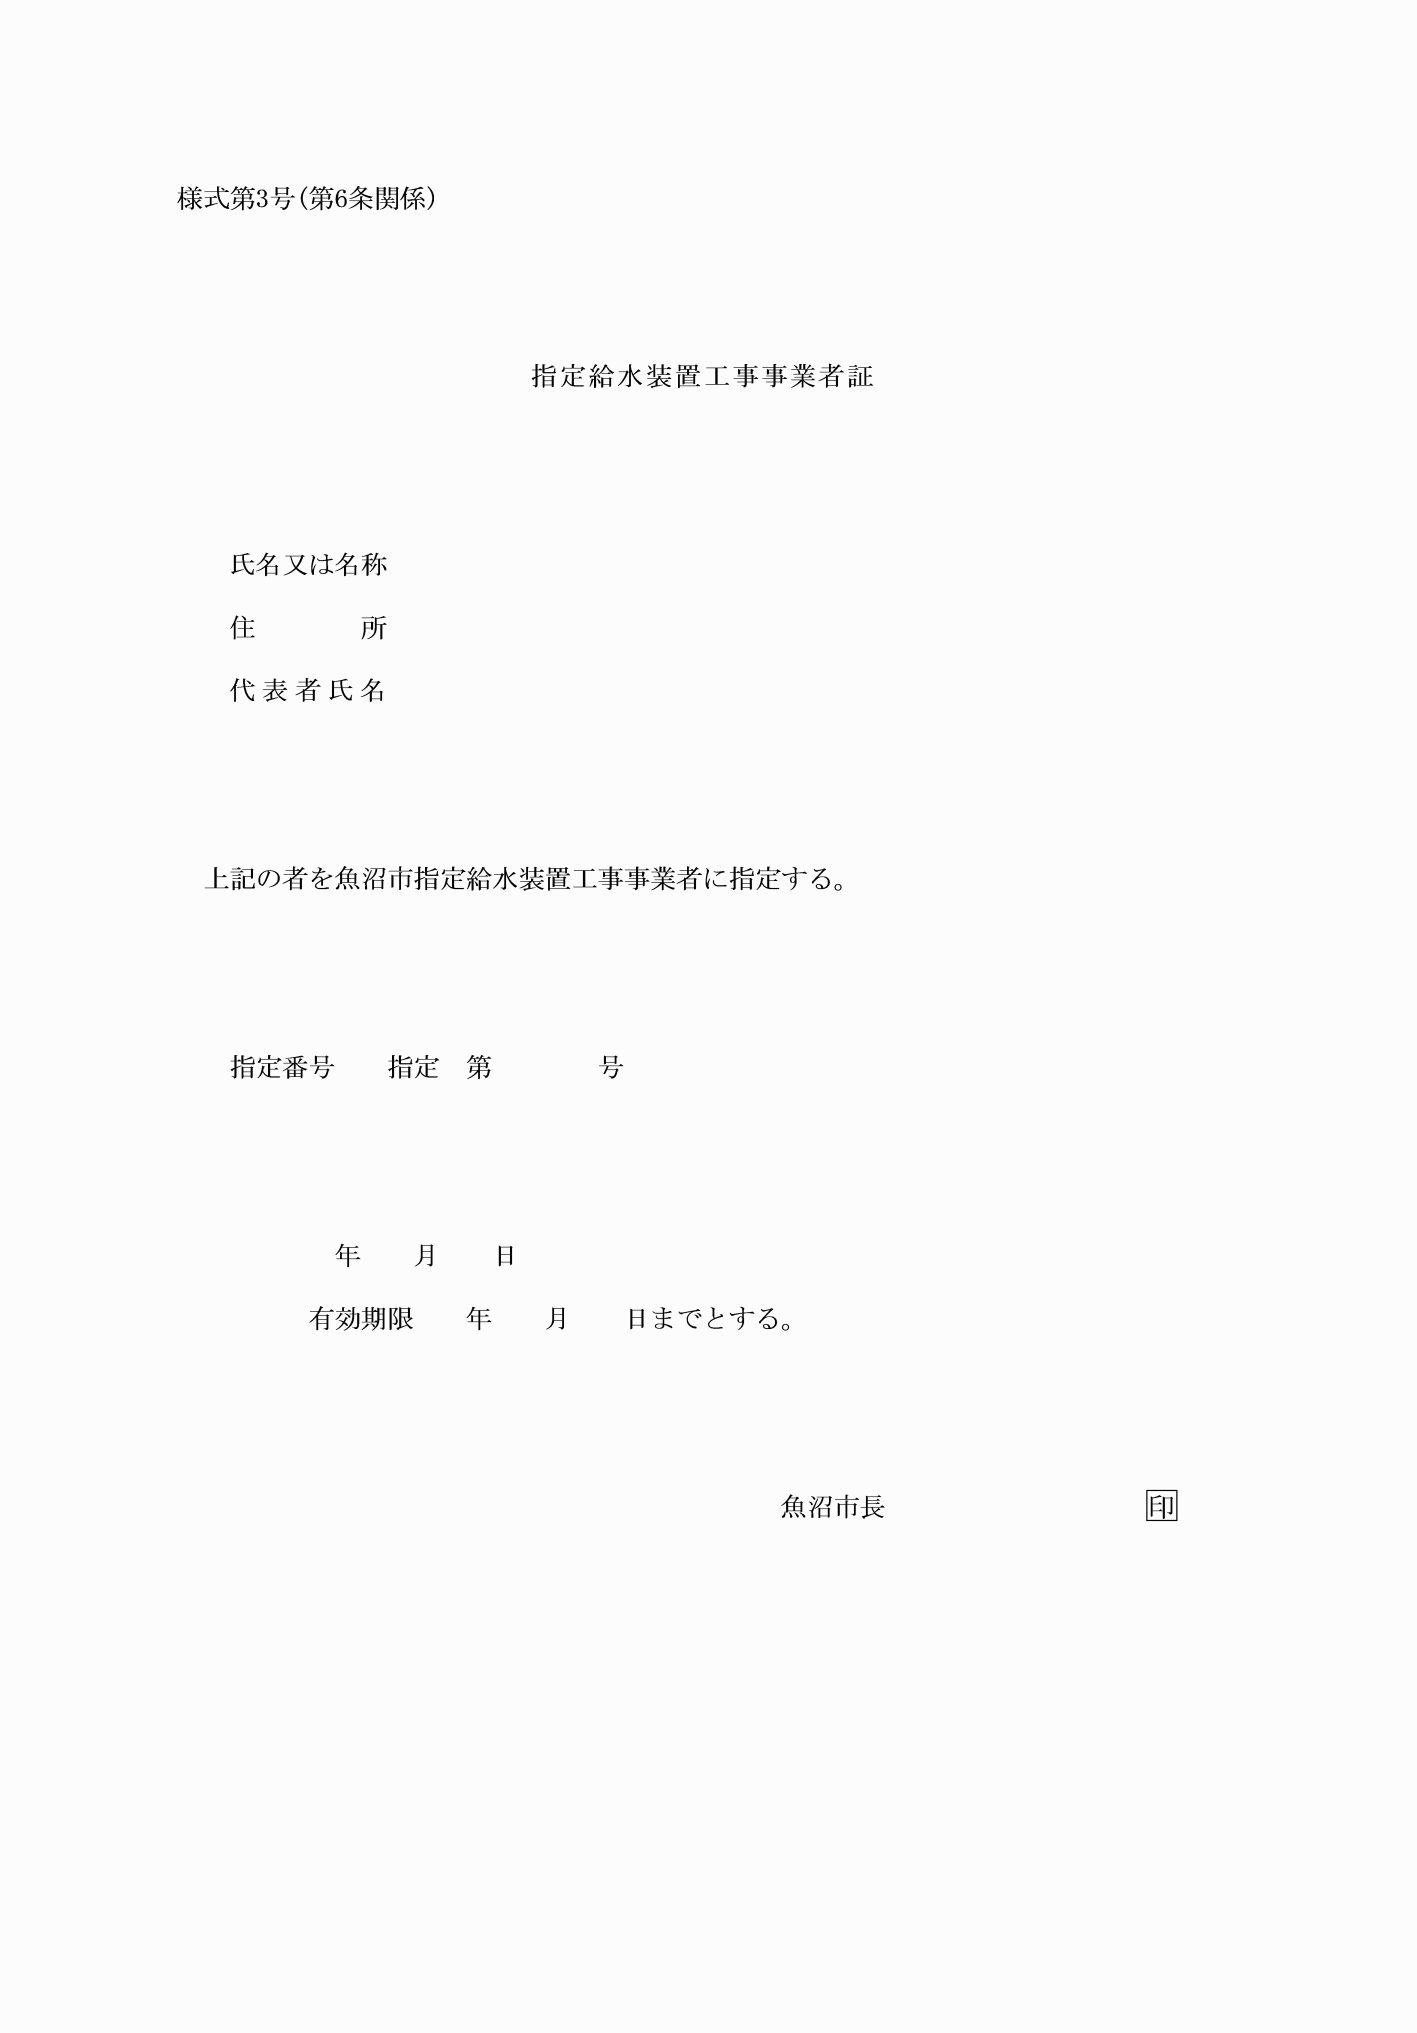 様式第3号(第6条関係)
指定給水装置工事事業者証
氏名又は名称
住　　　　所
代表者氏名
上記の者を魚沼市指定給水装置工事事業者に指定する。
指定番号　　指定　第　　　　号
年　　月　　日
有効期限　　年　　月　　日までとする。
魚沼市長　　　　　　　　　　印